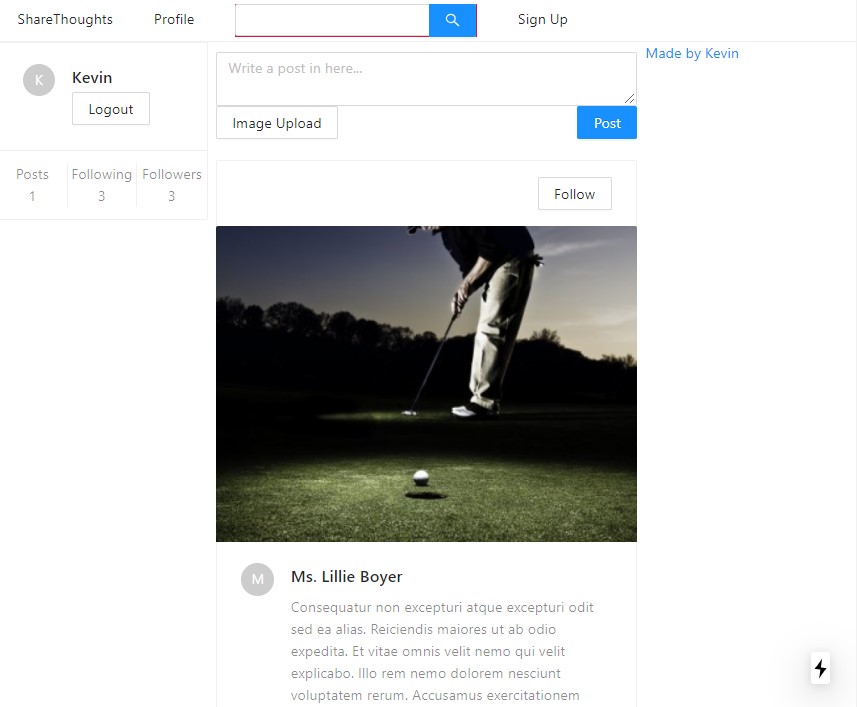 ShareThoughts Profile Sign Up
K Kevin
Logout
Posts Following Followers
1 3 3
Write a post in here...
Image Upload Post
Made by Kevin
Follow
M Ms. Lillie Boyer
Consequatur non excepturi atque excepturi odit
sed ea alias. Reiciendis maiores ut ab odio
expedita. Et vitae omnis velit nemo qui velit
explicabo. Illo rem nemo dolorem nesciunt
voluptatem rerum. Accusamus exercitationem